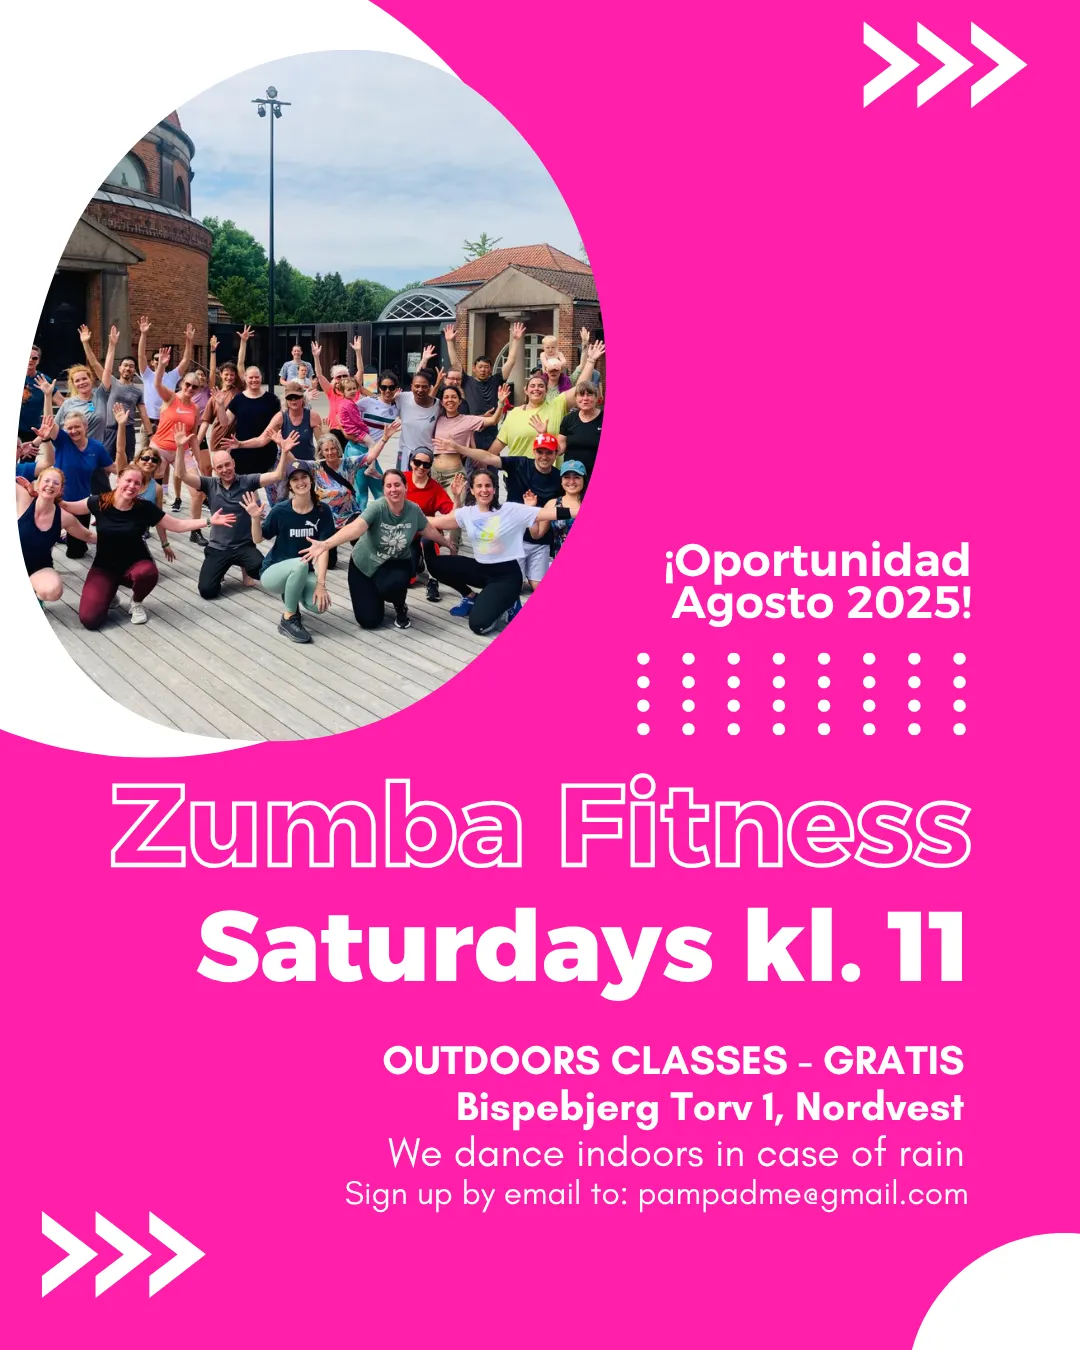 PUMA
¡Oportunidad
Agosto 2025!
Zumba Fitness
Saturdays kl. 11
OUTDOORS CLASSES - GRATIS
Bispebjerg Torv 1, Nordvest
We dance indoors in case of rain
Sign up by email to: pampadme@gmail.com